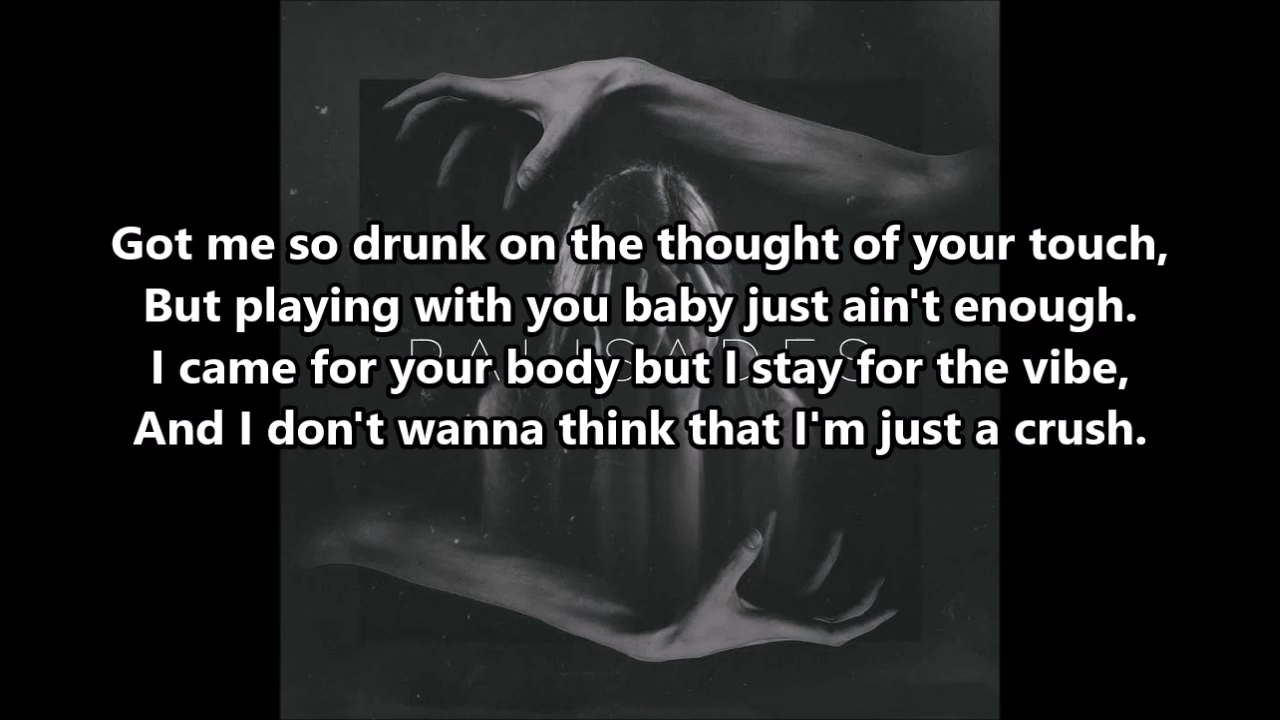 Got me so drunk on the thought of your touch,
But playing with you baby just ain't enough.
PALISADES
I came for your body but I stay for the vibe,
And I don't wanna think that I'm just a crush.